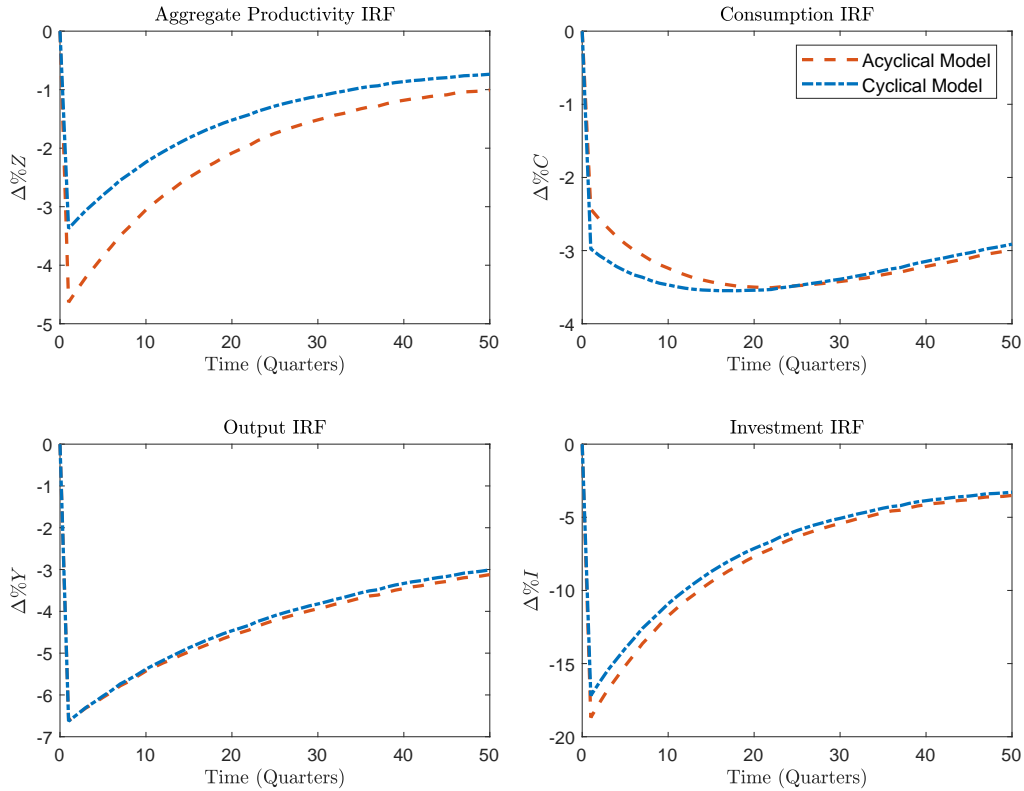 Aggregate Productivity IRF
0
-1
-2
-3
-4
-5
Δ%Z
0 10 20 30 40 50
Time (Quarters)
Consumption IRF
Acyclical Model
Cyclical Model
0
-1
-2
-3
-4
Δ%C
0 10 20 30 40 50
Time (Quarters)
Output IRF
0
-1
-2
-3
-4
-5
-6
-7
Δ%Y
0 10 20 30 40 50
Time (Quarters)
Investment IRF
0
-5
-10
-15
-20
Δ%I
0 10 20 30 40 50
Time (Quarters)